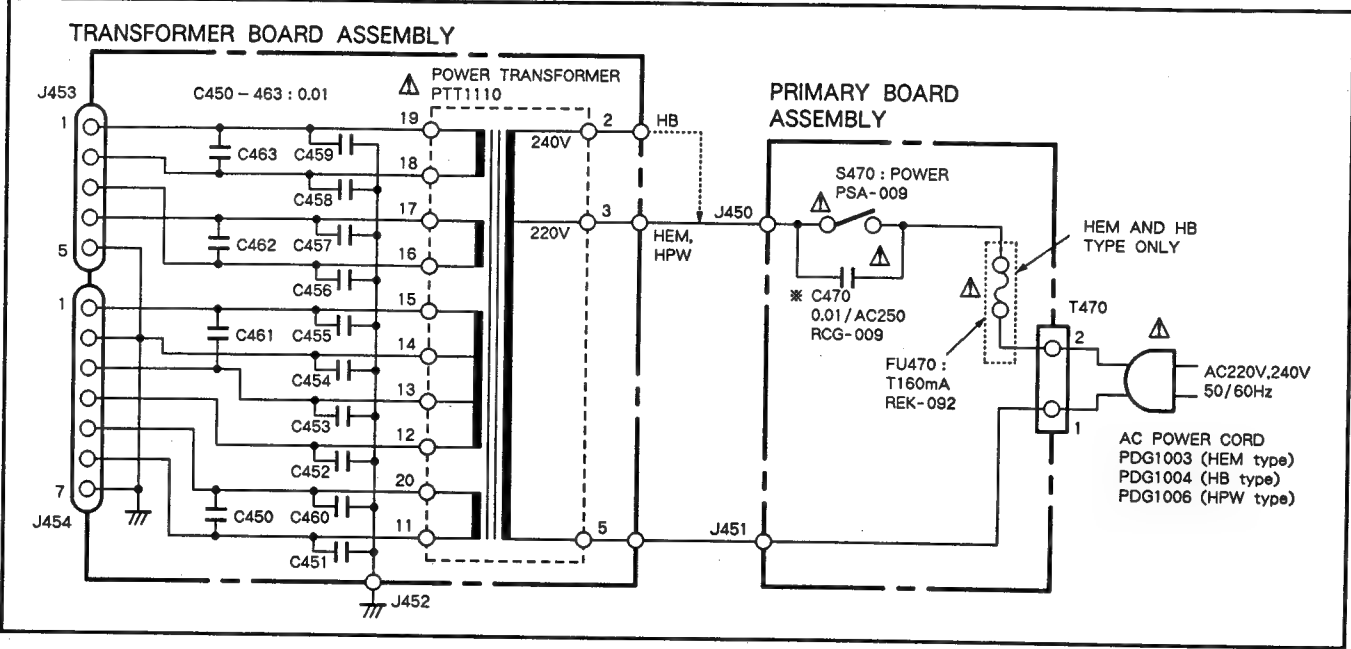 TRANSFORMER BOARD ASSEMBLY
J453
C450 - 463 : 0.01
POWER TRANSFORMER
PTT1110
1
5
C463
C459
C458
C462
C457
C456
1
7
J454
C461
C455
C454
C453
C452
C450
C460
C451
J452
19
18
17
16
15
14
13
12
20
11
240V
2
HB
220V
3
HEM,
HPW
5
J450
J451
PRIMARY BOARD
ASSEMBLY
S470 : POWER
PSA-009
※ C470
0.01/AC250
RCG-009
HEM AND HB
TYPE ONLY
FU470 :
T160mA
REK-092
T470
2
1
AC220V,240V
50/60Hz
AC POWER CORD
PDG1003 (HEM type)
PDG1004 (HB type)
PDG1006 (HPW type)